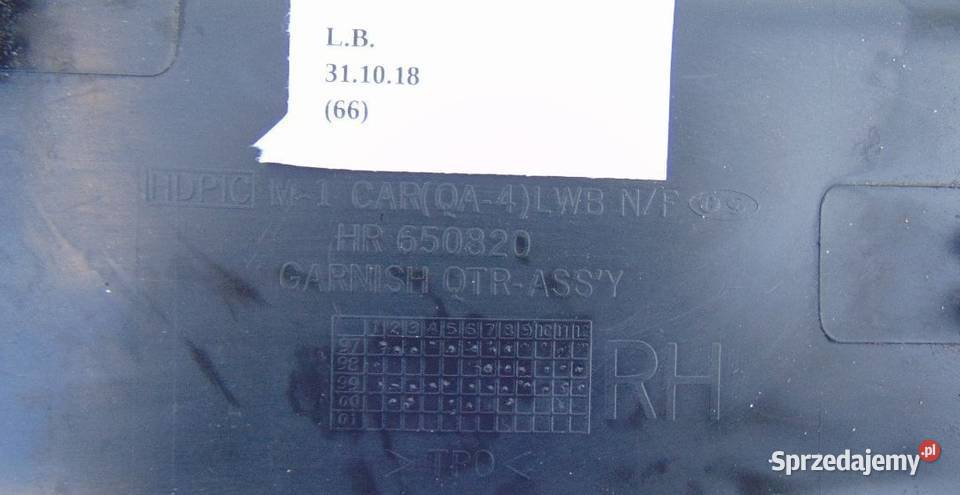 L.B.
31.10.18
(66)
HDPIC M-1 CAR(QA-4)LWB N/F
HR 650820
GARNISH QTR-ASS'Y
1 2 3 4 5 6 7 8 9 10 11 12
97
98
99
00
01
RH
>TPO<
Sprzedajemy.pl